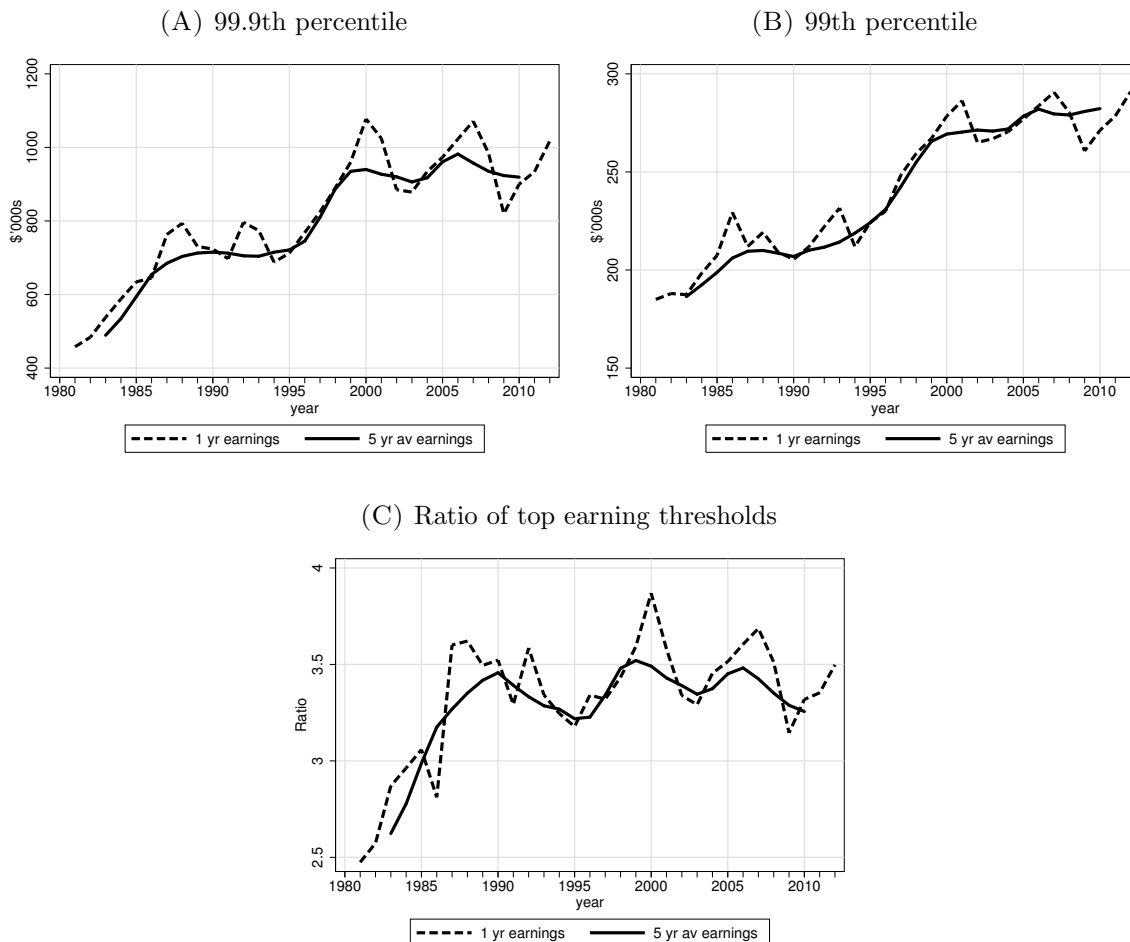 (A) 99.9th percentile
(B) 99th percentile
$'000s
400 600 800 1000 1200
1980 1985 1990 1995 2000 2005 2010
year
1 yr earnings 5 yr av earnings
$'000s
150 200 250 300
1980 1985 1990 1995 2000 2005 2010
year
1 yr earnings 5 yr av earnings
(C) Ratio of top earning thresholds
Ratio
2.5 3 3.5 4
1980 1985 1990 1995 2000 2005 2010
year
1 yr earnings 5 yr av earnings